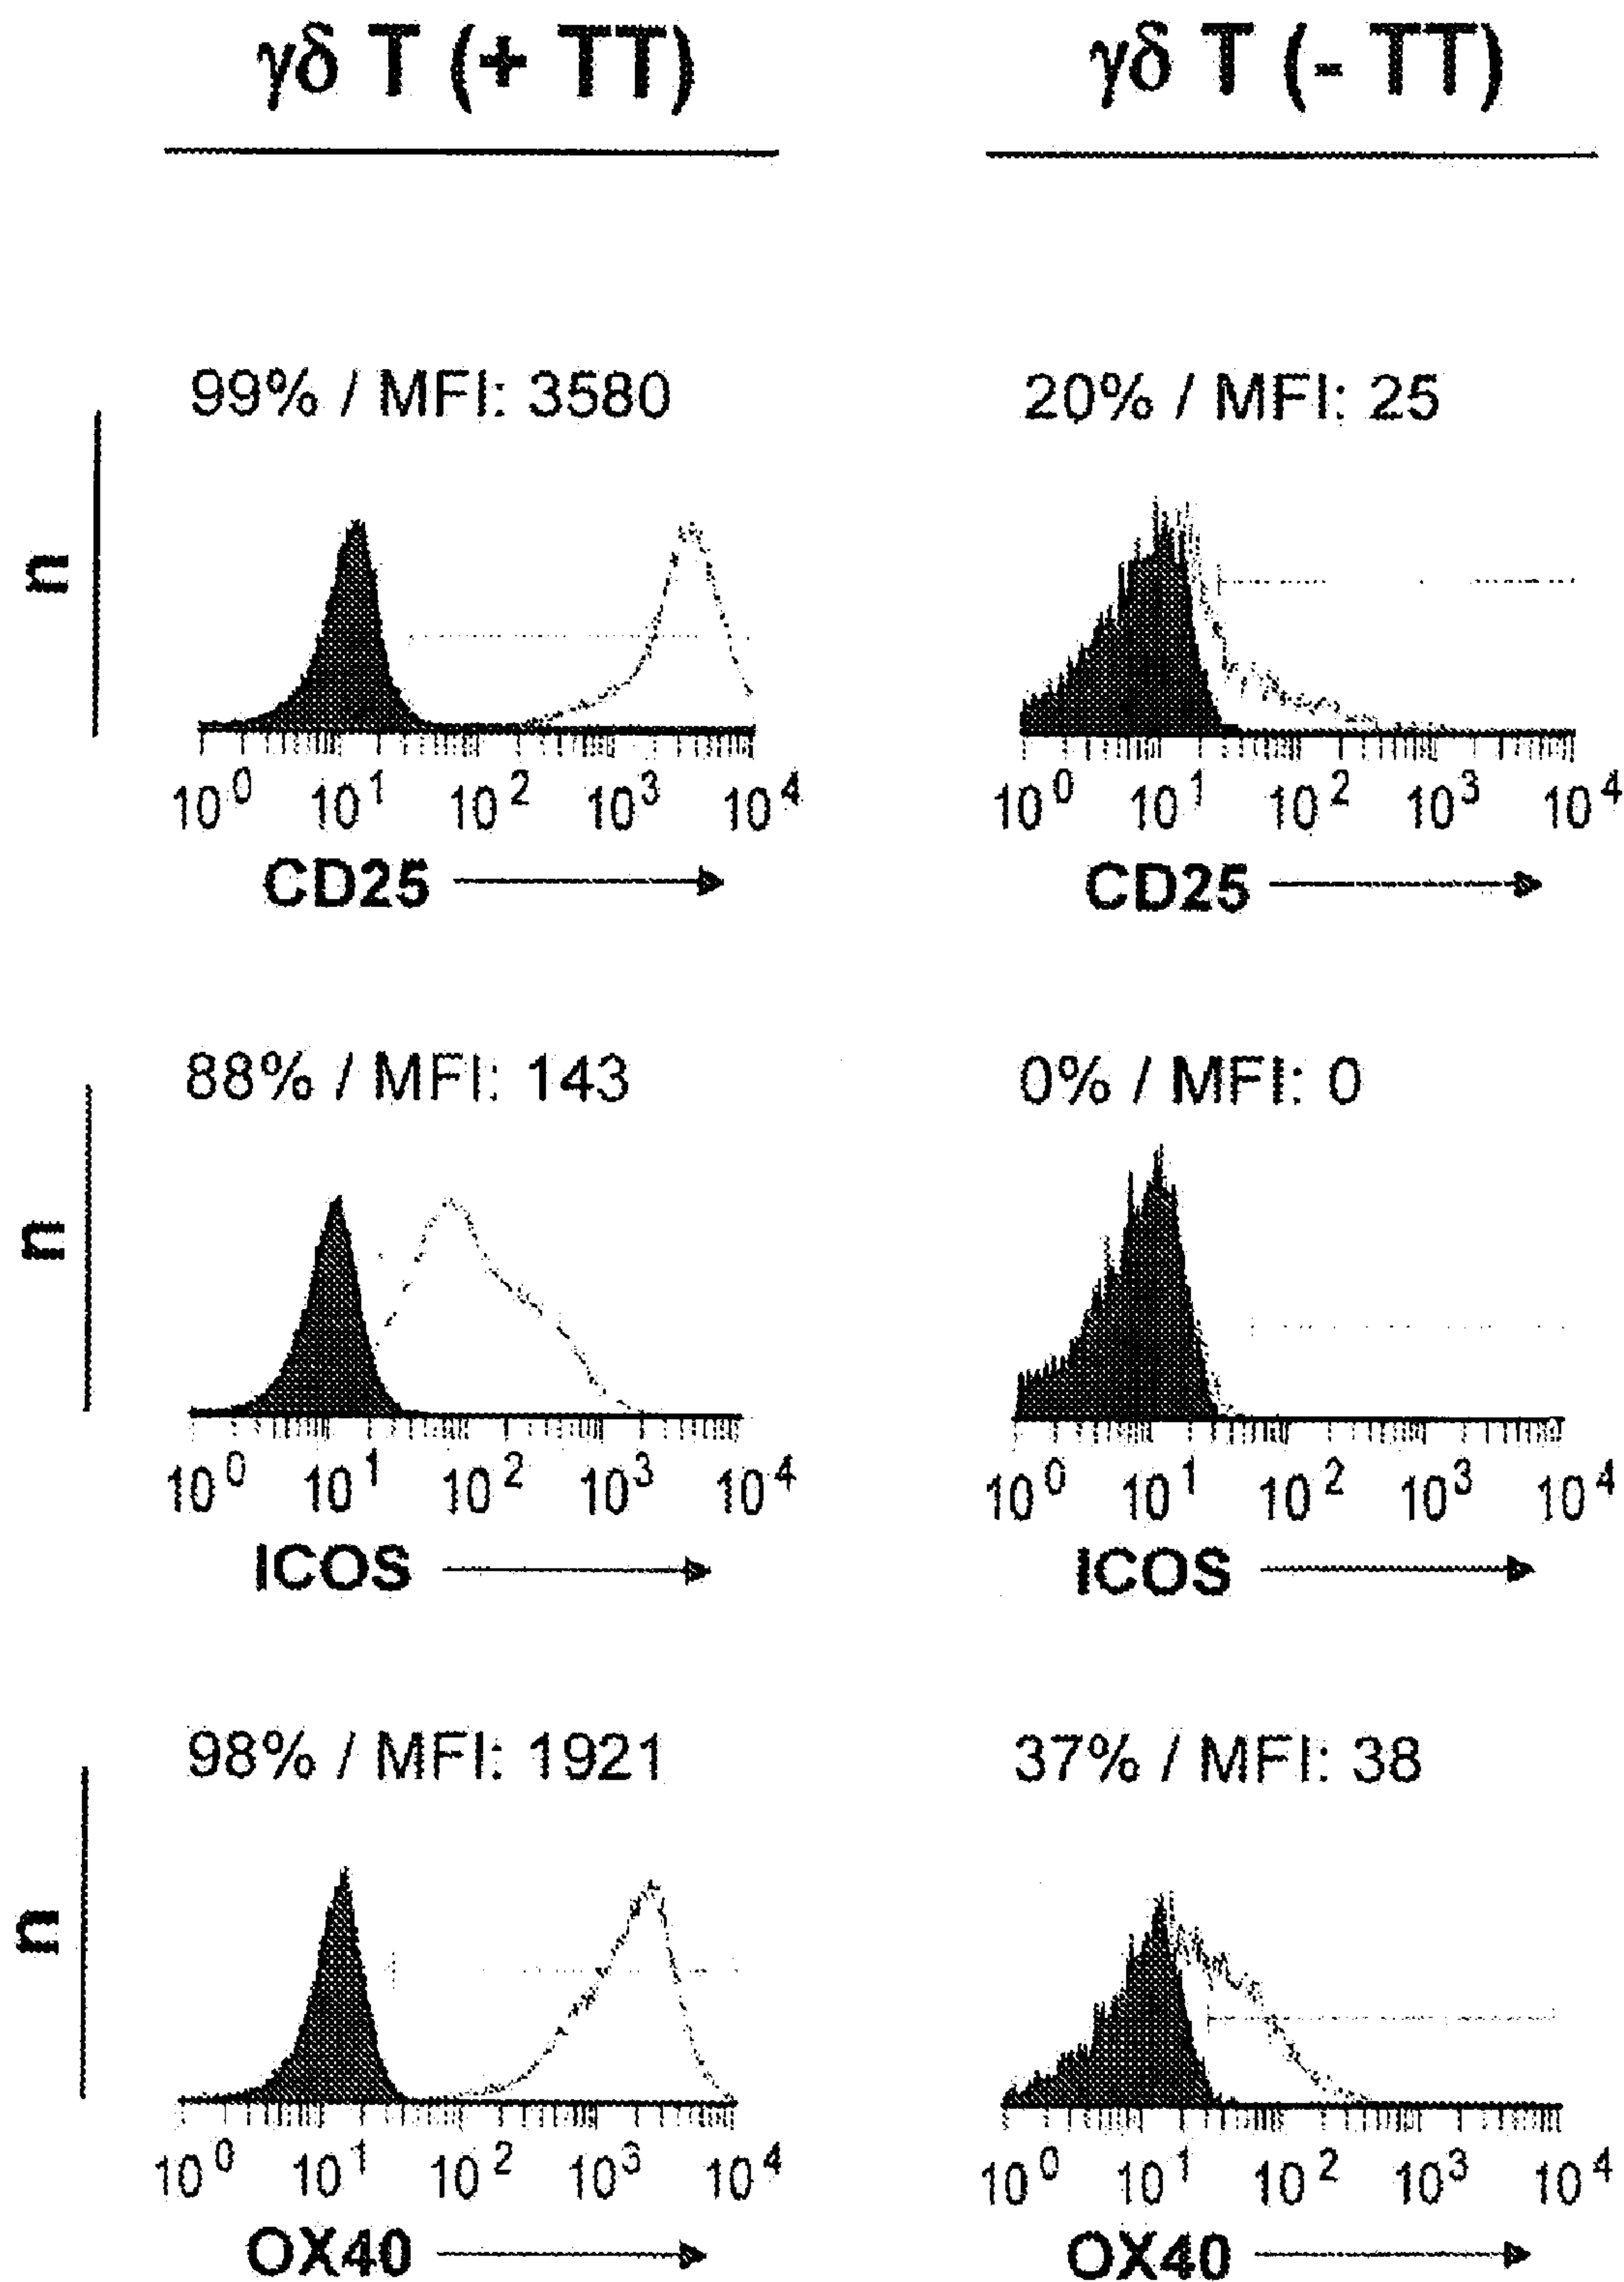 γδ T (+ TT) γδ T (- TT)
99% / MFI: 3580 20% / MFI: 25
n
10^0 10^1 10^2 10^3 10^4 10^0 10^1 10^2 10^3 10^4
CD25 CD25
88% / MFI: 143 0% / MFI: 0
n
10^0 10^1 10^2 10^3 10^4 10^0 10^1 10^2 10^3 10^4
ICOS ICOS
98% / MFI: 1921 37% / MFI: 38
n
10^0 10^1 10^2 10^3 10^4 10^0 10^1 10^2 10^3 10^4
OX40 OX40